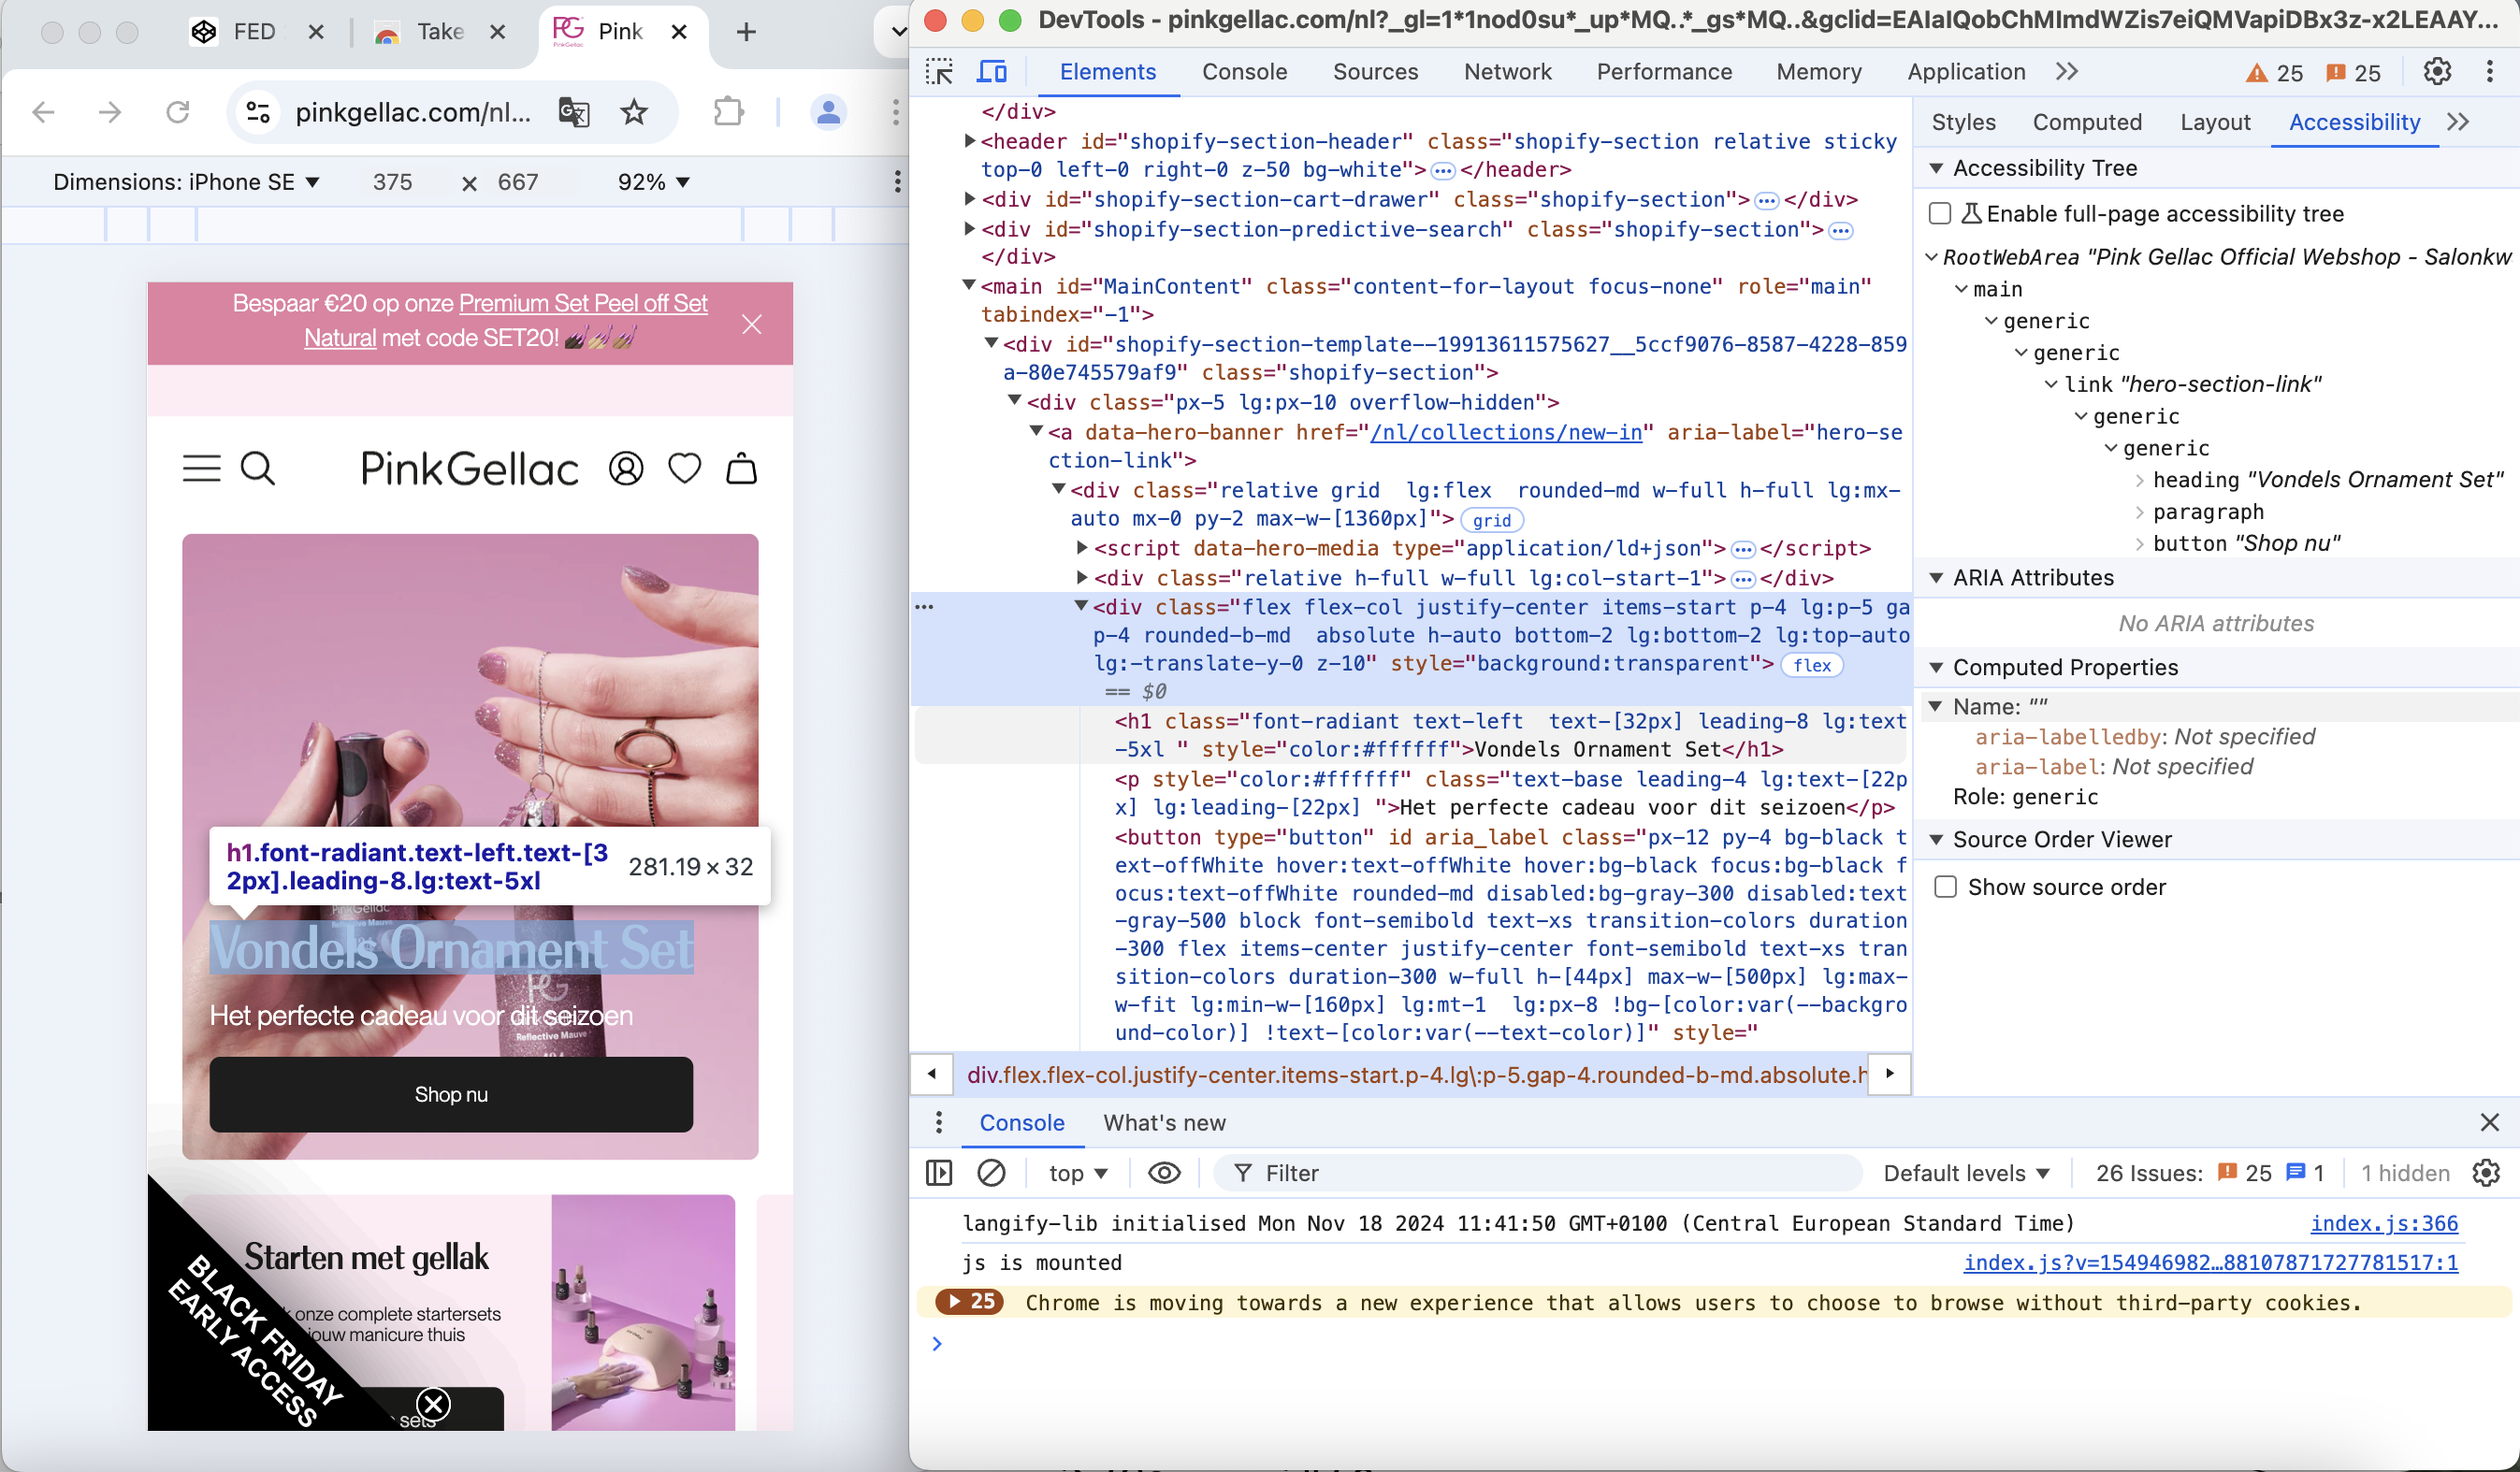 FED
Take
Pink
pinkgellac.com/nl...
Dimensions: iPhone SE
375
×
667
92%
Bespaar €20 op onze Premium Set Peel off Set
Natural met code SET20!
PinkGellac
h1.font-radiant.text-left.text-[3
2px].leading-8.lg:text-5xl
281.19 × 32
PinkGellac
Reflective Mauve
Vondels Ornament Set
Het perfecte cadeau voor dit seizoen
PG
Reflective Mauve
Shop nu
Starten met gellak
onze complete startersets
jouw manicure thuis
sets
BLACK FRIDAY
EARLY ACCESS
DevTools - pinkgellac.com/nl?_gl=1*1nod0su*_up*MQ..*_gs*MQ..&gclid=EAIaIQobChMImdWZis7eiQMVapiDBx3z-x2LEAAY...
Elements
Console
Sources
Network
Performance
Memory
Application
25
25
</div>
<header id="shopify-section-header" class="shopify-section relative sticky
top-0 left-0 right-0 z-50 bg-white"> … </header>
<div id="shopify-section-cart-drawer" class="shopify-section"> … </div>
<div id="shopify-section-predictive-search" class="shopify-section"> …
</div>
<main id="MainContent" class="content-for-layout focus-none" role="main"
tabindex="-1">
<div id="shopify-section-template--19913611575627__5ccf9076-8587-4228-859
a-80e745579af9" class="shopify-section">
<div class="px-5 lg:px-10 overflow-hidden">
<a data-hero-banner href="/nl/collections/new-in" aria-label="hero-se
ction-link">
<div class="relative grid  lg:flex  rounded-md w-full h-full lg:mx-
auto mx-0 py-2 max-w-[1360px]"> grid
<script data-hero-media type="application/ld+json"> … </script>
<div class="relative h-full w-full lg:col-start-1"> … </div>
<div class="flex flex-col justify-center items-start p-4 lg:p-5 ga
p-4 rounded-b-md  absolute h-auto bottom-2 lg:bottom-2 lg:top-auto
lg:-translate-y-0 z-10" style="background:transparent"> flex
== $0
<h1 class="font-radiant text-left  text-[32px] leading-8 lg:text
-5xl " style="color:#ffffff">Vondels Ornament Set</h1>
<p style="color:#ffffff" class="text-base leading-4 lg:text-[22p
x] lg:leading-[22px] ">Het perfecte cadeau voor dit seizoen</p>
<button type="button" id aria_label class="px-12 py-4 bg-black t
ext-offWhite hover:text-offWhite hover:bg-black focus:bg-black f
ocus:text-offWhite rounded-md disabled:bg-gray-300 disabled:text
-gray-500 block font-semibold text-xs transition-colors duration
-300 flex items-center justify-center font-semibold text-xs tran
sition-colors duration-300 w-full h-[44px] max-w-[500px] lg:max-
w-fit lg:min-w-[160px] lg:mt-1  lg:px-8 !bg-[color:var(--backgro
und-color)] !text-[color:var(--text-color)]" style="
div.flex.flex-col.justify-center.items-start.p-4.lg\:p-5.gap-4.rounded-b-md.absolute.h
Styles
Computed
Layout
Accessibility
Accessibility Tree
Enable full-page accessibility tree
RootWebArea "Pink Gellac Official Webshop - Salonkw
main
generic
generic
link "hero-section-link"
generic
generic
heading "Vondels Ornament Set"
paragraph
button "Shop nu"
ARIA Attributes
No ARIA attributes
Computed Properties
Name: ""
aria-labelledby: Not specified
aria-label: Not specified
Role: generic
Source Order Viewer
Show source order
Console
What's new
top
Filter
Default levels
26 Issues:
25
1
1 hidden
langify-lib initialised Mon Nov 18 2024 11:41:50 GMT+0100 (Central European Standard Time)
index.js:366
js is mounted
index.js?v=154946982…88107871727781517:1
25
Chrome is moving towards a new experience that allows users to choose to browse without third-party cookies.